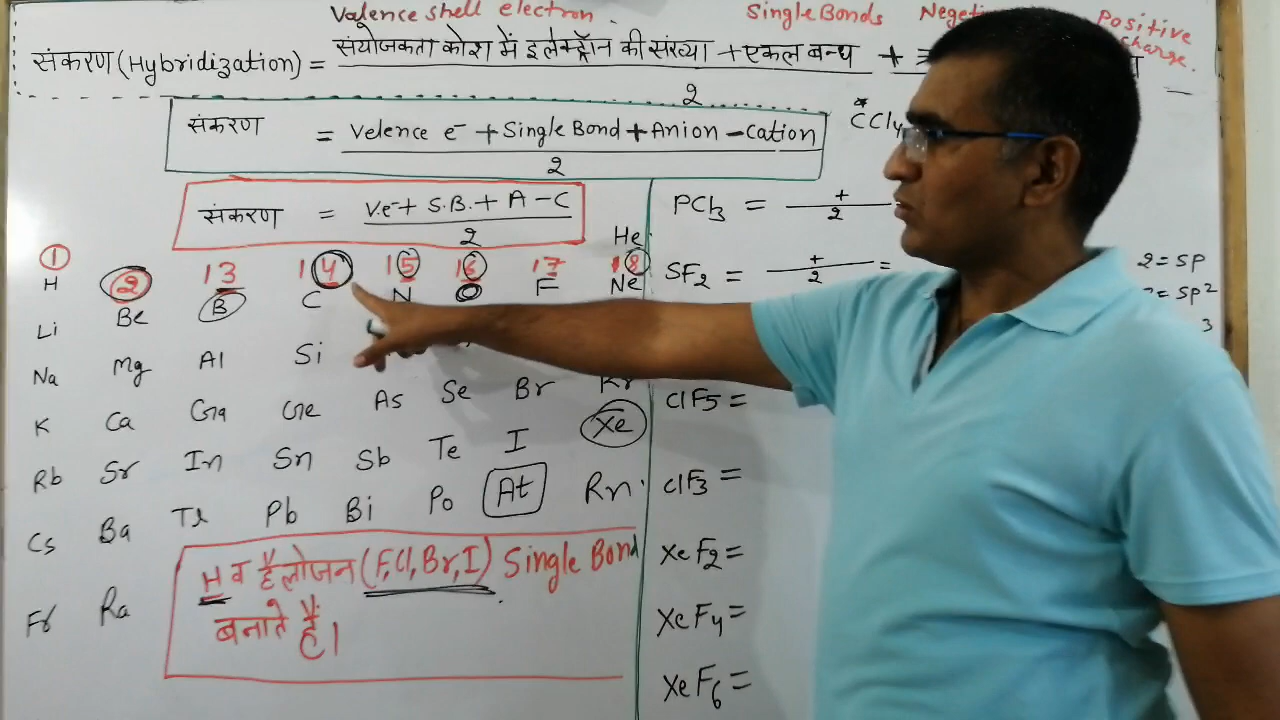 Valence shell electron. Single Bonds Positive charge.
संकरण (Hybridization) = संयोजकता कोश में इलेक्ट्रॉन की संख्या + एकल बन्ध +
2
संकरण = Velence e⁻ + Single Bond + Anion - Cation
2
*CCl4
संकरण = V.e⁻ + S.B. + A - C
2
PCl3 = +
2
He
1 2 13 14 15 16 17 18
SF2 = + =
2
2 = SP
= SP²
3
H Be B C N O F Ne
Li
Na Mg Al Si
K Ca Ga Ge As Se Br Kr
ClF5 =
Rb Sr In Sn Sb Te I Xe
ClF3 =
Cs Ba Tl Pb Bi Po At Rn
XeF2 =
Fr Ra
H व हैलोजन (F, Cl, Br, I) Single Bond
बनाते हैं।
XeF4 =
XeF6 =